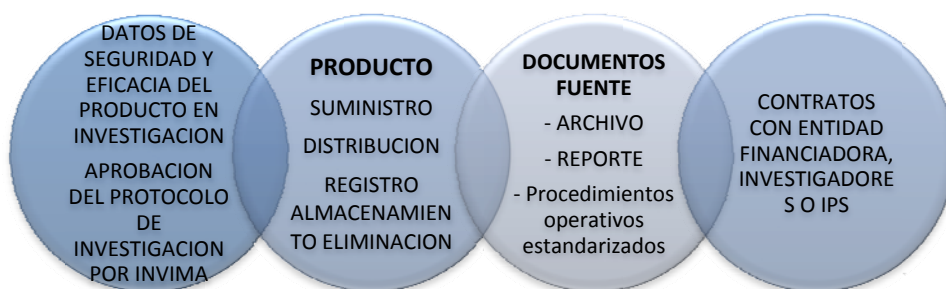 DATOS DE
SEGURIDAD Y
EFICACIA DEL
PRODUCTO EN
INVESTIGACION
APROBACION
DEL PROTOCOLO
DE
INVESTIGACION
POR INVIMA
PRODUCTO
SUMINISTRO
DISTRIBUCION
REGISTRO
ALMACENAMIEN
TO ELIMINACION
DOCUMENTOS
FUENTE
- ARCHIVO
- REPORTE
- Procedimientos
operativos
estandarizados
CONTRATOS
CON ENTIDAD
FINANCIADORA,
INVESTIGADORE
S O IPS